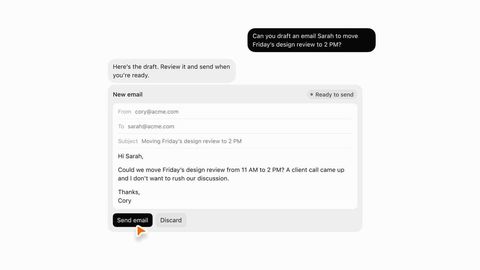 Can you draft an email Sarah to move
Friday's design review to 2 PM?
Here's the draft. Review it and send when
you're ready.
New email
Ready to send
From cory@acme.com
To sarah@acme.com
Subject Moving Friday's design review to 2 PM
Hi Sarah,
Could we move Friday's design review from 11 AM to 2 PM? A client call came up
and I don't want to rush our discussion.
Thanks,
Cory
Send email
Discard